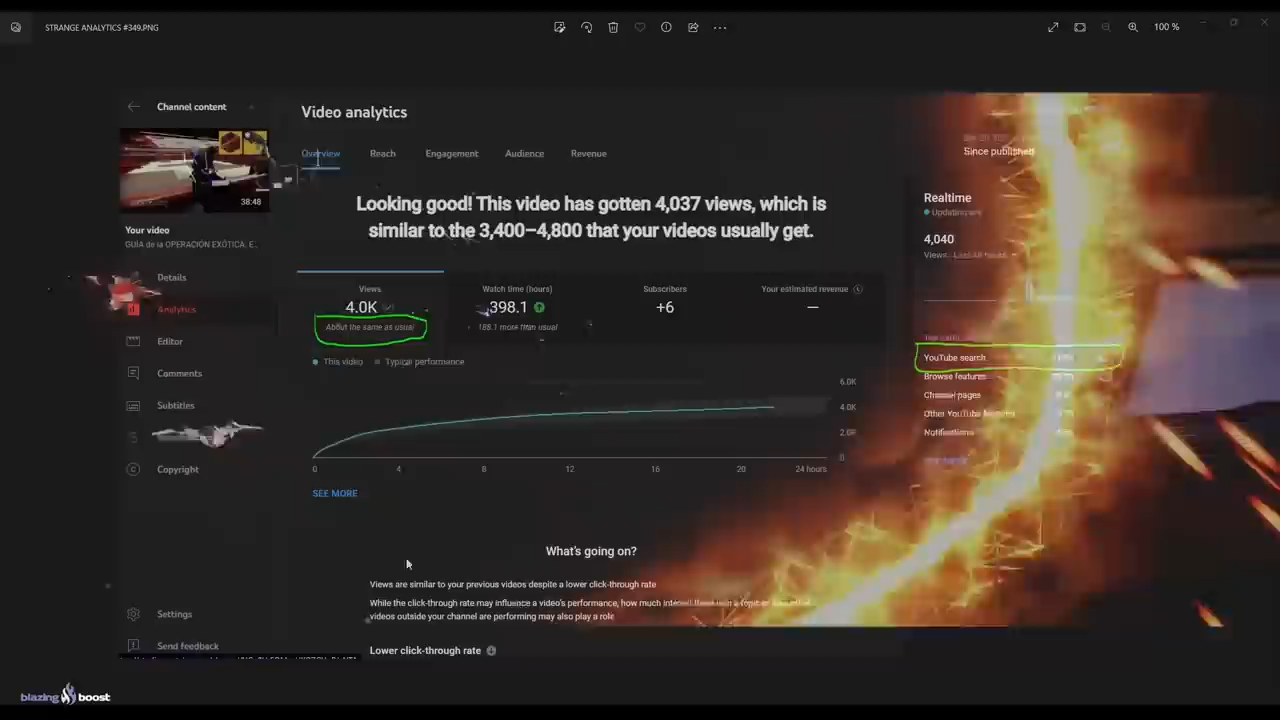 STRANGE ANALYTICS #349.PNG
100 %
Channel content
38:48
Your video
GUÍA de la OPERACIÓN EXÓTICA: E...
Details
Analytics
Editor
Comments
Subtitles
Copyright
Settings
Send feedback
Video analytics
Overview
Reach
Engagement
Audience
Revenue
Looking good! This video has gotten 4,037 views, which is
similar to the 3,400–4,800 that your videos usually get.
Views
4.0K
About the same as usual
Watch time (hours)
398.1
188.1 more than usual
Subscribers
+6
Your estimated revenue
—
This video
Typical performance
6.0K
4.0K
2.0K
0
0
4
8
12
16
20
24 hours
SEE MORE
What's going on?
Views are similar to your previous videos despite a lower click-through rate
While the click-through rate may influence a video's performance, how much
videos outside your channel are performing may also play a role
Lower click-through rate
Since published
Realtime
Updating live
4,040
Views · Last 48 hours
YouTube search
Browse features
Channel pages
Other YouTube features
Notifications
blazing boost